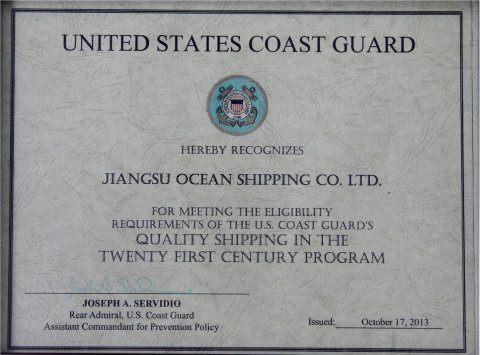 UNITED STATES COAST GUARD
HEREBY RECOGNIZES
JIANGSU OCEAN SHIPPING CO. LTD.
FOR MEETING THE ELIGIBILITY
REQUIREMENTS OF THE U.S. COAST GUARD'S
QUALITY SHIPPING IN THE
TWENTY FIRST CENTURY PROGRAM
JOSEPH A. SERVIDIO
Rear Admiral, U.S. Coast Guard
Assistant Commandant for Prevention Policy
Issued: October 17, 2013